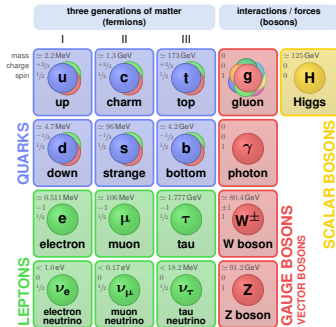 three generations of matter
(fermions)
interactions / forces
(bosons)
I II III
mass ≃ 2.2 MeV ≃ 1.3 GeV ≃ 173 GeV 0 ≃ 125 GeV
charge +2/3 +2/3 +2/3 0 0
spin 1/2 1/2 1/2 1 0
u c t g H
up charm top gluon Higgs
≃ 4.7 MeV ≃ 96 MeV ≃ 4.2 GeV 0
−1/3 −1/3 −1/3 0
1/2 1/2 1/2 1
d s b γ
down strange bottom photon
QUARKS
≃ 0.511 MeV ≃ 106 MeV ≃ 1.777 GeV ≃ 80.4 GeV
−1 −1 −1 ±1
1/2 1/2 1/2 1
e μ τ W±
electron muon tau W boson
< 1.0 eV < 0.17 eV < 18.2 MeV ≃ 91.2 GeV
0 0 0 0
1/2 1/2 1/2 1
νe νμ ντ Z
electron muon tau Z boson
neutrino neutrino neutrino
LEPTONS
GAUGE BOSONS
VECTOR BOSONS
SCALAR BOSONS